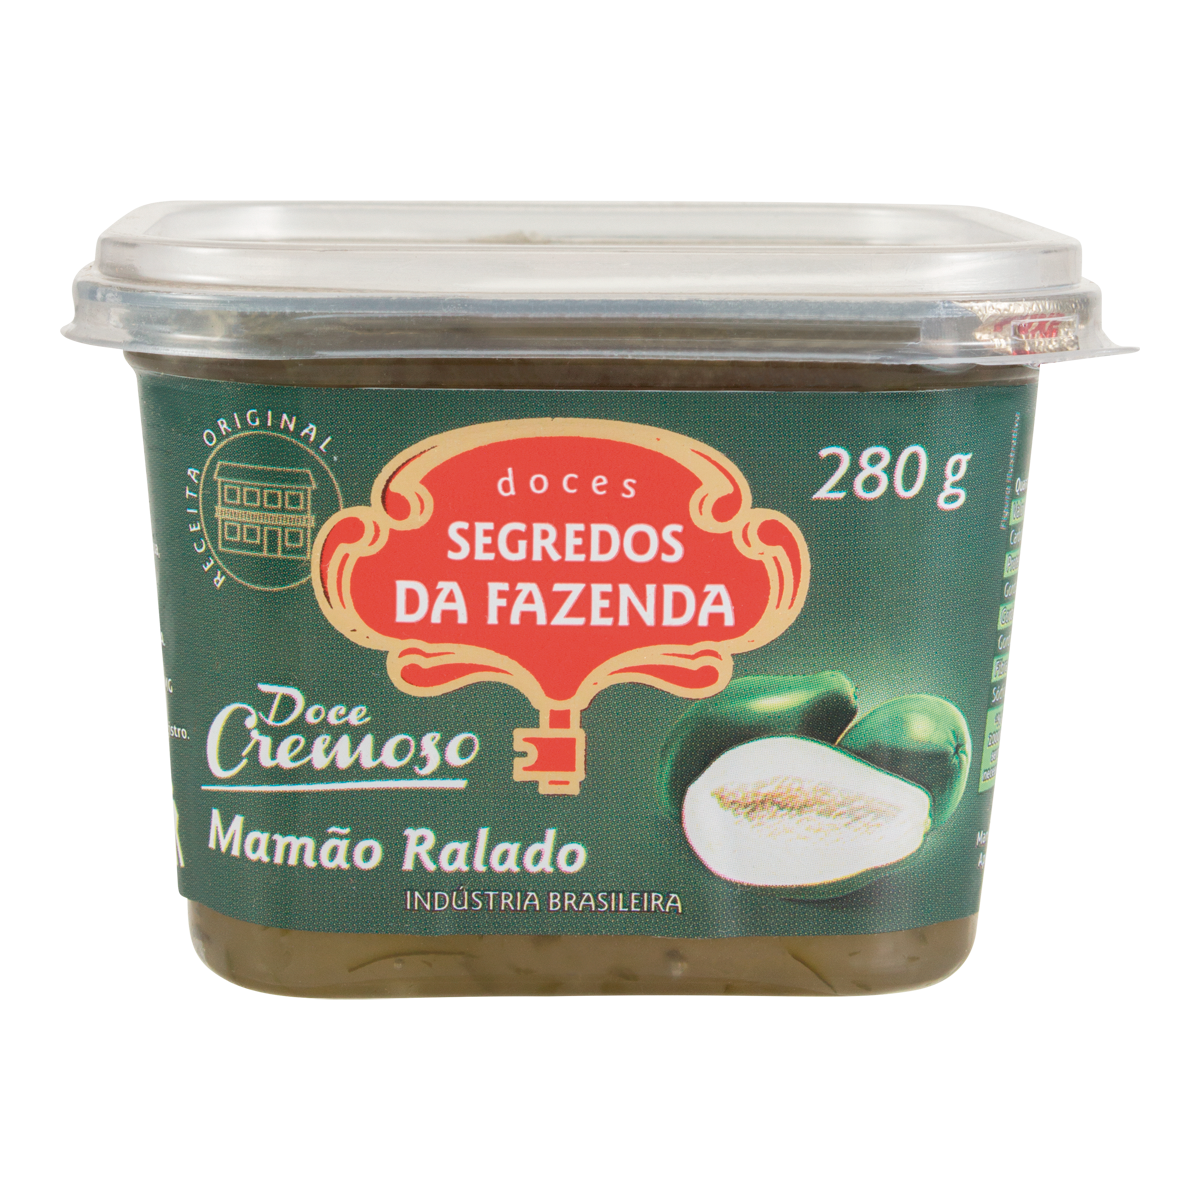 RECEITA ORIGINAL.
doces
SEGREDOS
DA FAZENDA
280 g
Doce
Cremoso
Mamão Ralado
INDÚSTRIA BRASILEIRA